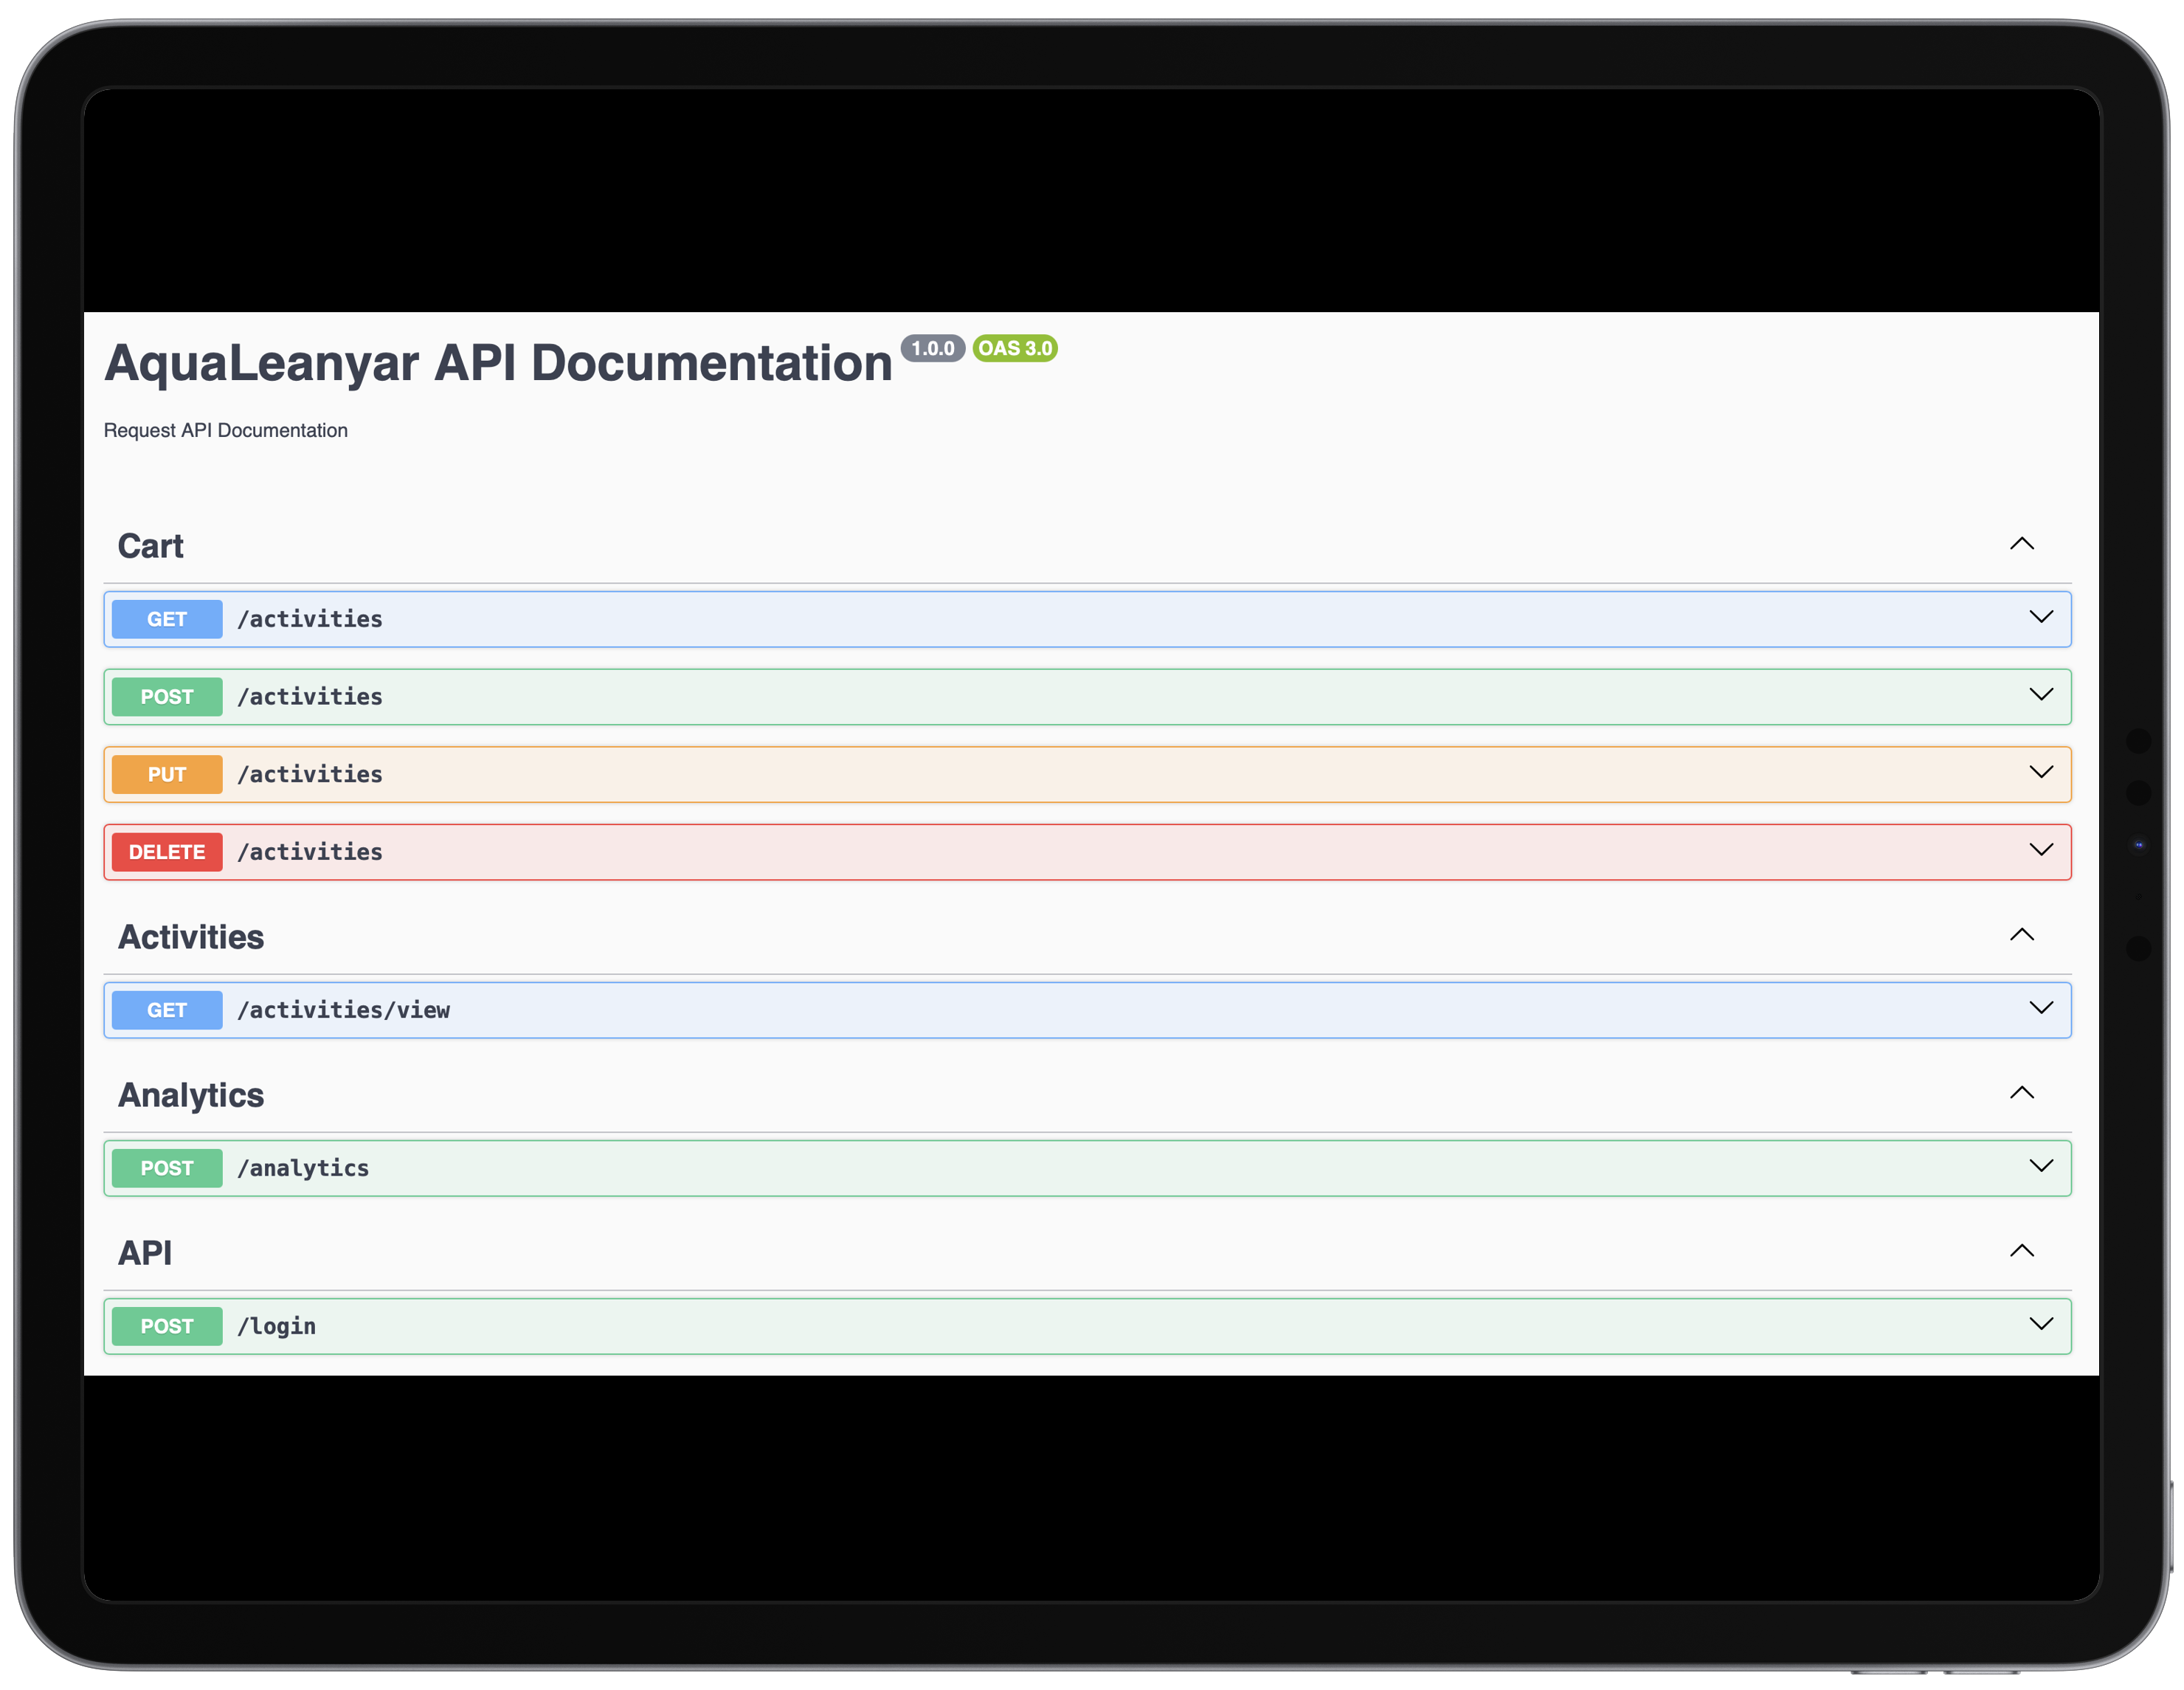 AquaLeanyar API Documentation 1.0.0 OAS 3.0
Request API Documentation
Cart
GET /activities
POST /activities
PUT /activities
DELETE /activities
Activities
GET /activities/view
Analytics
POST /analytics
API
POST /login